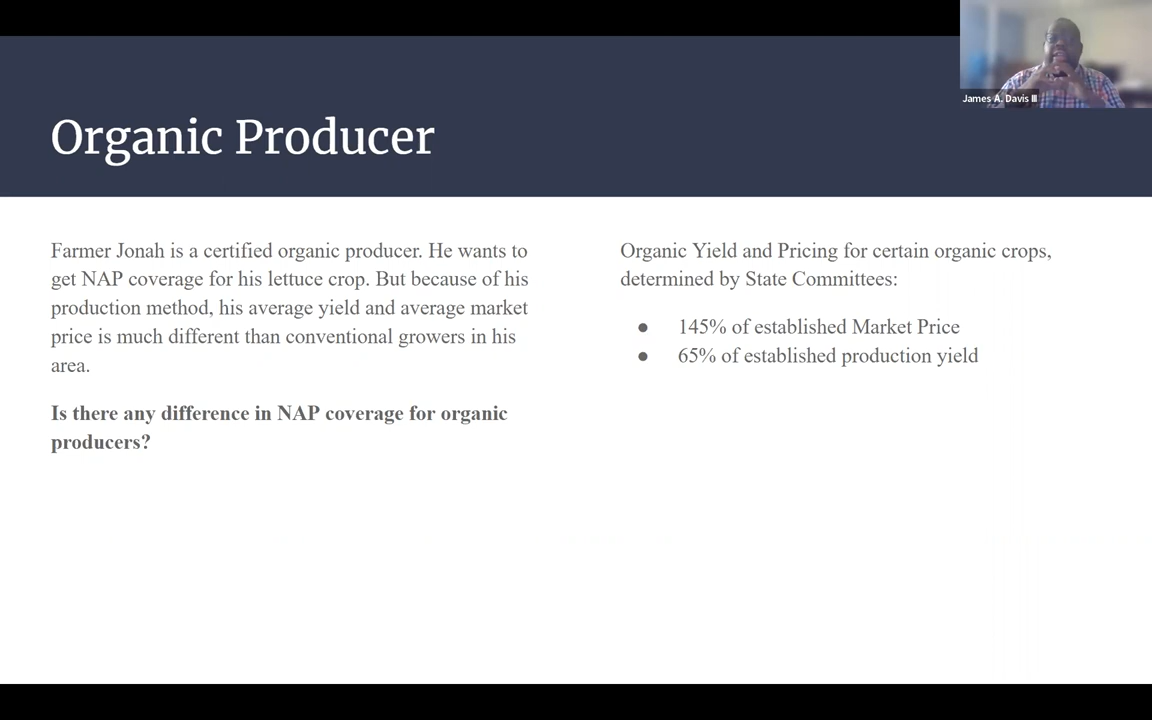 James A. Davis III
Organic Producer
Farmer Jonah is a certified organic producer. He wants to
get NAP coverage for his lettuce crop. But because of his
production method, his average yield and average market
price is much different than conventional growers in his
area.
Is there any difference in NAP coverage for organic
producers?
Organic Yield and Pricing for certain organic crops,
determined by State Committees:
● 145% of established Market Price
● 65% of established production yield